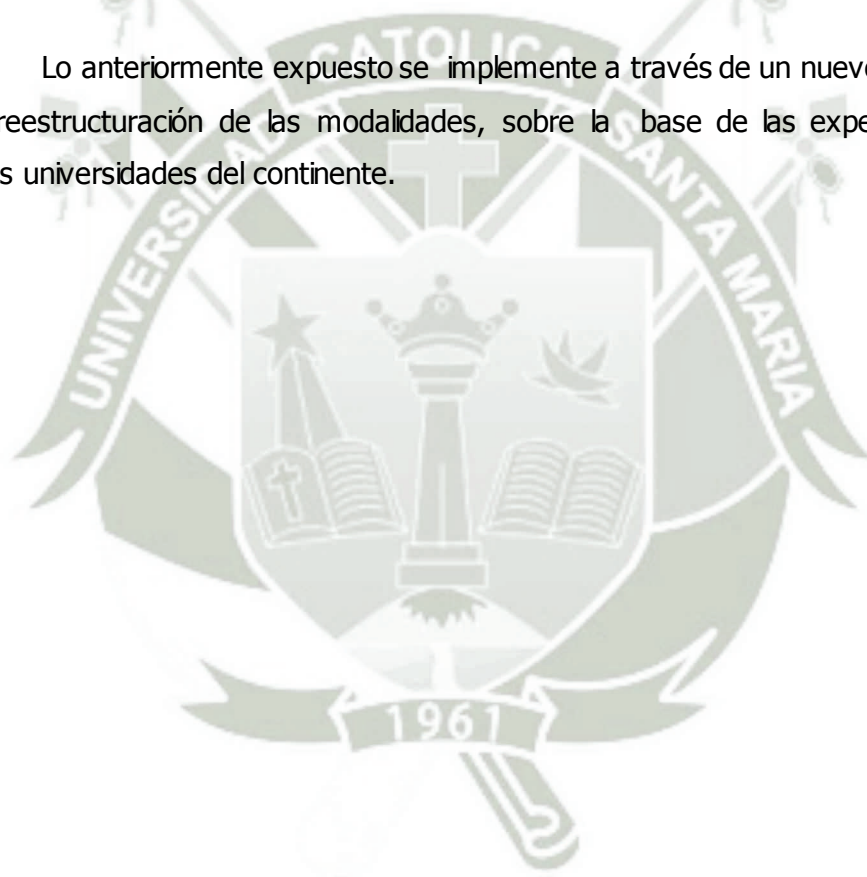 Lo anteriormente expuesto se implemente a través de un nuev
reestructuración de las modalidades, sobre la base de las expe
s universidades del continente.
UNIVERSIDAD CATOLICA SANTA MARIA
1961